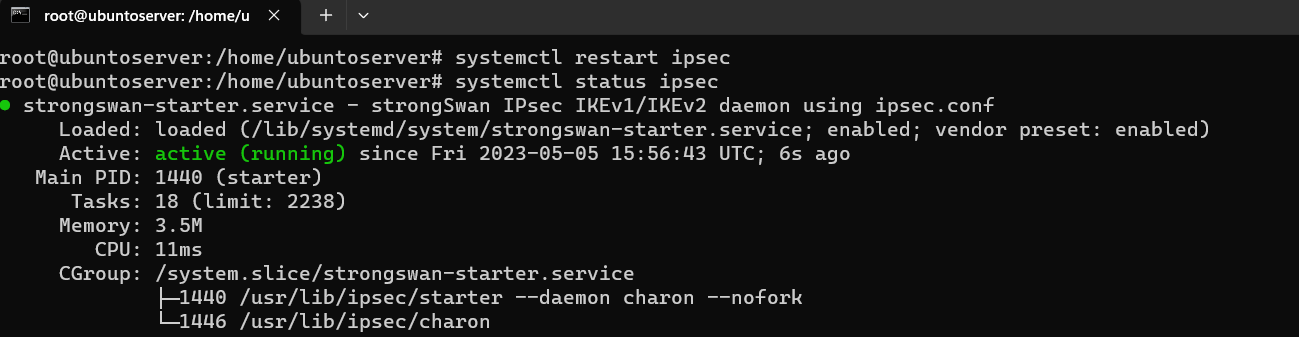 root@ubuntoserver: /home/u
root@ubuntoserver:/home/ubuntoserver# systemctl restart ipsec
root@ubuntoserver:/home/ubuntoserver# systemctl status ipsec
● strongswan-starter.service - strongSwan IPsec IKEv1/IKEv2 daemon using ipsec.conf
     Loaded: loaded (/lib/systemd/system/strongswan-starter.service; enabled; vendor preset: enabled)
     Active: active (running) since Fri 2023-05-05 15:56:43 UTC; 6s ago
   Main PID: 1440 (starter)
      Tasks: 18 (limit: 2238)
     Memory: 3.5M
        CPU: 11ms
     CGroup: /system.slice/strongswan-starter.service
             ├─1440 /usr/lib/ipsec/starter --daemon charon --nofork
             └─1446 /usr/lib/ipsec/charon